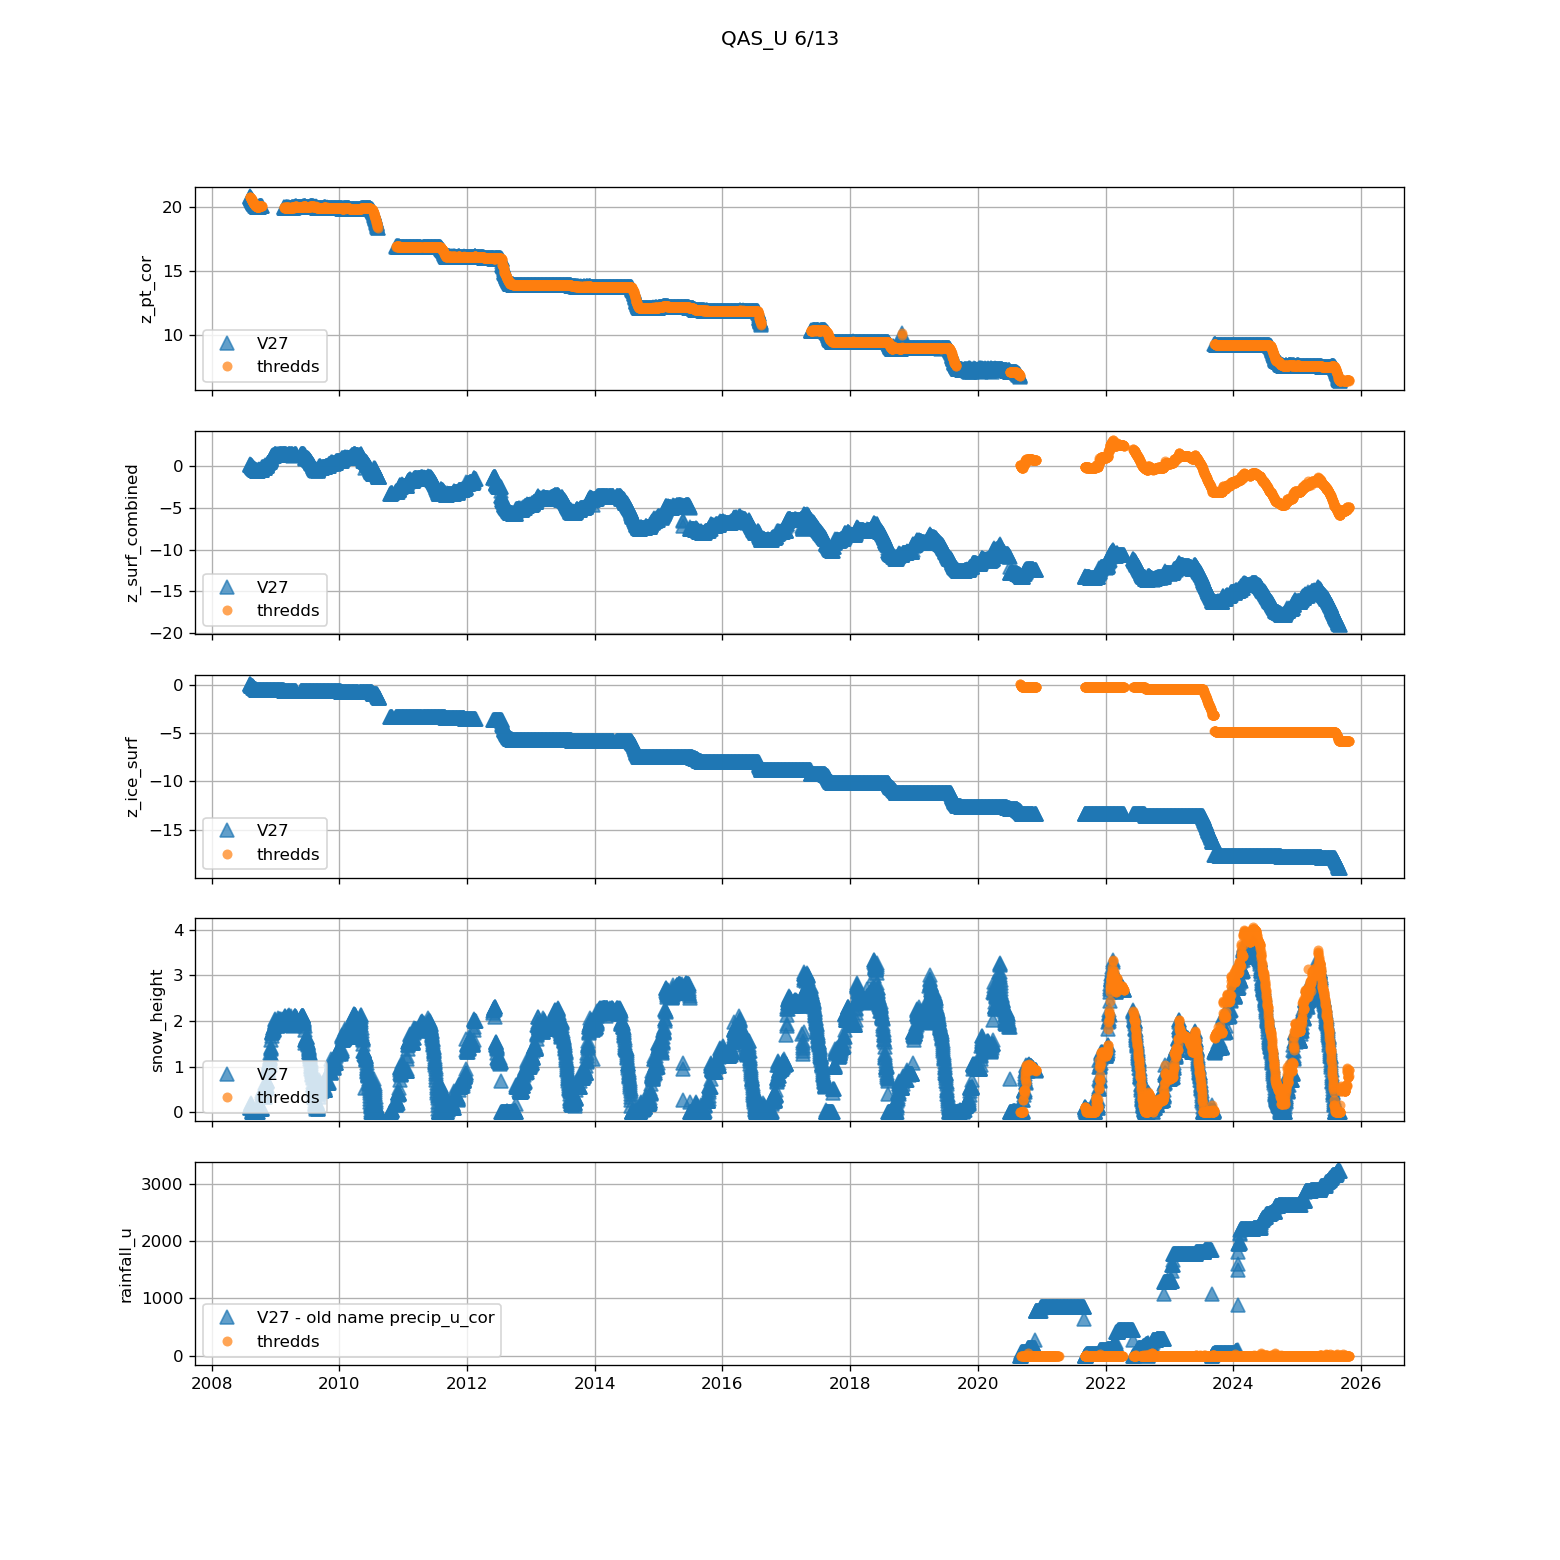 QAS_U 6/13
z_pt_cor
20
15
10
V27
thredds
z_surf_combined
0
−5
−10
−15
−20
V27
thredds
z_ice_surf
0
−5
−10
−15
V27
thredds
snow_height
4
3
2
1
0
V27
thredds
rainfall_u
3000
2000
1000
0
V27 - old name precip_u_cor
thredds
2008 2010 2012 2014 2016 2018 2020 2022 2024 2026